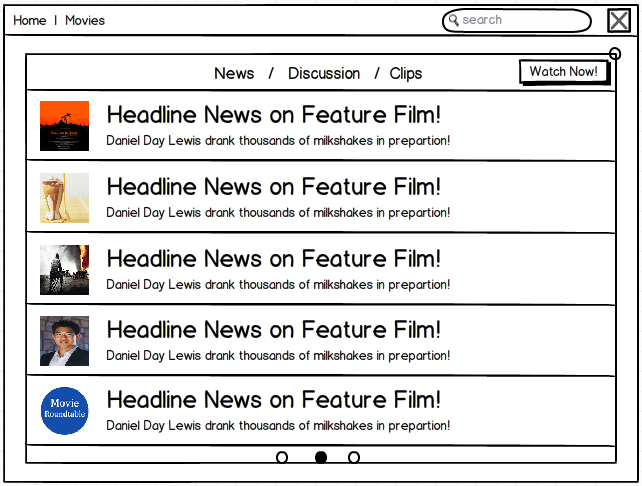 Home | Movies
search
News / Discussion / Clips
Watch Now!
Headline News on Feature Film!
Daniel Day Lewis drank thousands of milkshakes in prepartion!
Headline News on Feature Film!
Daniel Day Lewis drank thousands of milkshakes in prepartion!
Headline News on Feature Film!
Daniel Day Lewis drank thousands of milkshakes in prepartion!
Headline News on Feature Film!
Daniel Day Lewis drank thousands of milkshakes in prepartion!
Movie
Roundtable
Headline News on Feature Film!
Daniel Day Lewis drank thousands of milkshakes in prepartion!